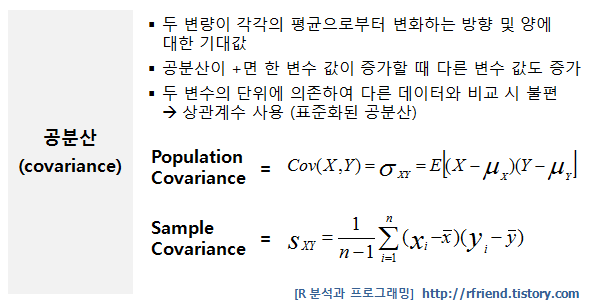 공분산
(covariance)
▪ 두 변량이 각각의 평균으로부터 변화하는 방향 및 양에
대한 기대값
▪ 공분산이 +면 한 변수 값이 증가할 때 다른 변수 값도 증가
▪ 두 변수의 단위에 의존하여 다른 데이터와 비교 시 불편
→ 상관계수 사용 (표준화된 공분산)
Population Covariance = Cov(X,Y) = σ_XY = E[(X − μ_X)(Y − μ_Y]
Sample Covariance = s_XY = 1/(n−1) ∑_{i=1}^{n} (x_i − x̄)(y_i − ȳ)
[R 분석과 프로그래밍] http://rfriend.tistory.com